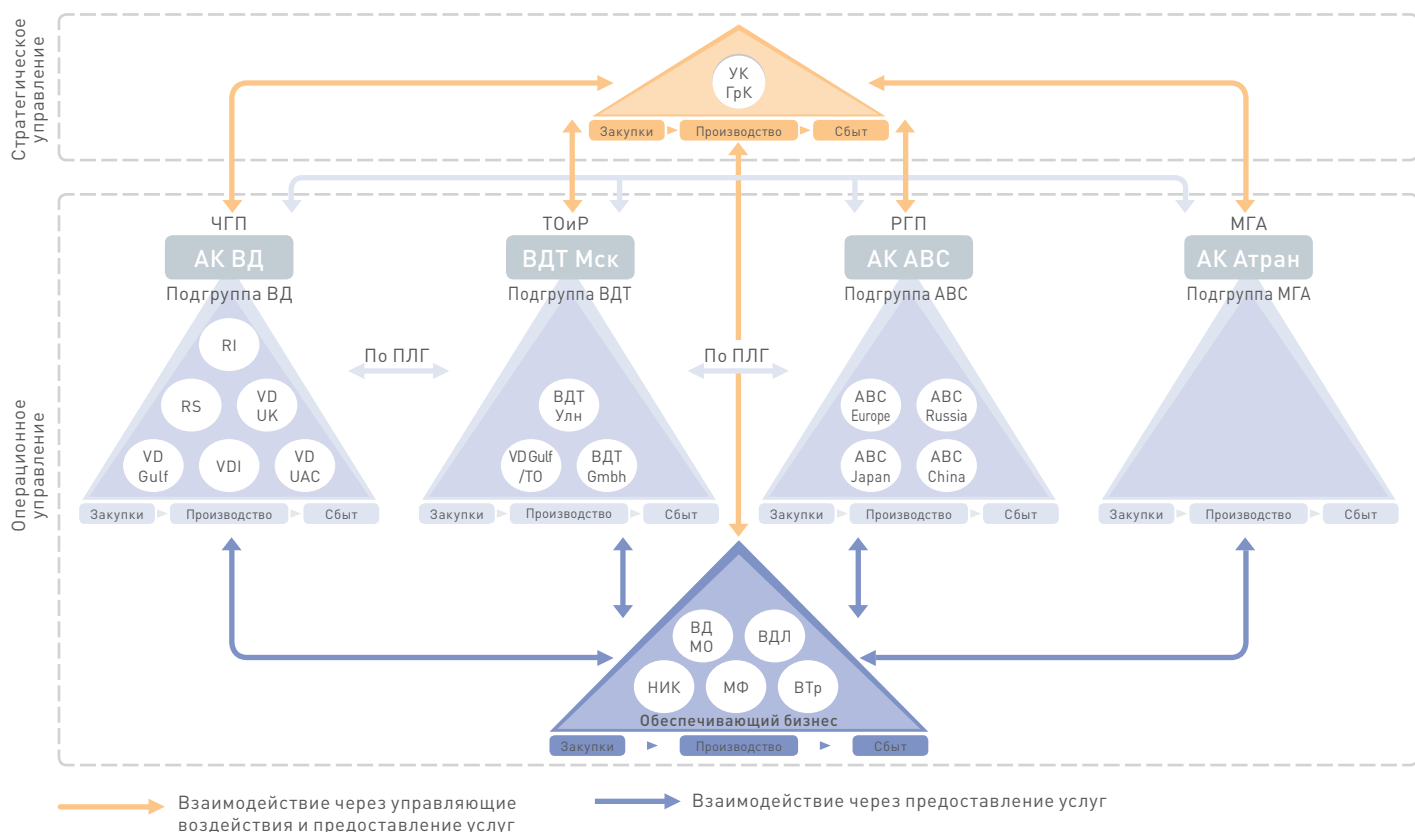 Стратегическое
управление
УК
ГрК
Закупки
Производство
Сбыт
Операционное
управление
ЧГП
АК ВД
Подгруппа ВД
RI
RS
VD
UK
VD
Gulf
VDI
VD
UAC
Закупки
Производство
Сбыт
По ПЛГ
ТОиР
ВДТ Мск
Подгруппа ВДТ
ВДТ
Улн
VD Gulf
/TO
ВДТ
Gmbh
Закупки
Производство
Сбыт
По ПЛГ
РГП
АК АВС
Подгруппа АВС
ABC
Europe
ABC
Russia
ABC
Japan
ABC
China
Закупки
Производство
Сбыт
МГА
АК Атран
Подгруппа МГА
Закупки
Производство
Сбыт
ВД
МО
ВДЛ
НИК
МФ
ВТр
Обеспечивающий бизнес
Закупки
Производство
Сбыт
Взаимодействие через управляющие
воздействия и предоставление услуг
Взаимодействие через предоставление услуг